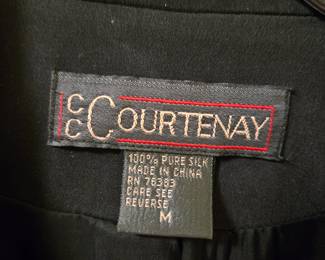 CC COURTENAY
100% PURE SILK
MADE IN CHINA
RN 76383
CARE SEE
REVERSE
M